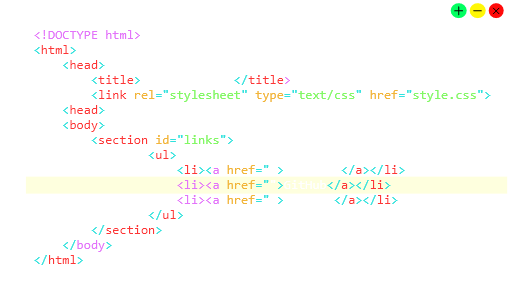 <!DOCTYPE html>
<html>
<head>
<title> </title>
<link rel="stylesheet" type="text/css" href="style.css">
<head>
<body>
<section id="links">
<ul>
<li><a href=" > </a></li>
<li><a href=" > </a></li>
<li><a href=" > </a></li>
</ul>
</section>
</body>
</html>